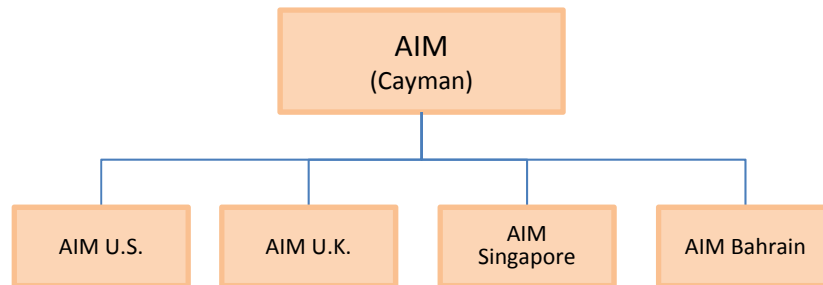 AIM
(Cayman)
AIM U.S.
AIM U.K.
AIM
Singapore
AIM Bahrain